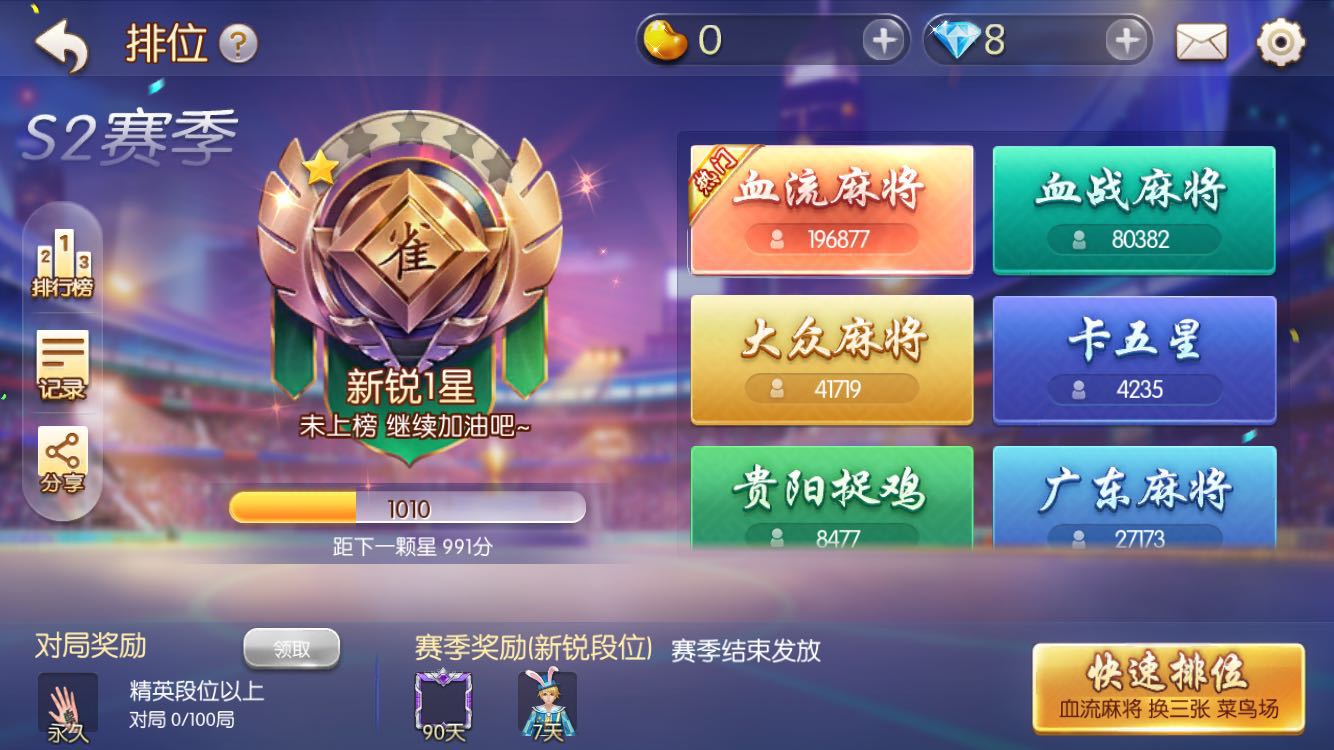 排位 ?
0
8
S2赛季
雀
新锐1星
未上榜 继续加油吧~
1010
距下一颗星 991分
2 1 3
排行榜
记录
分享
热门
血流麻将
196877
血战麻将
80382
大众麻将
41719
卡五星
4235
贵阳捉鸡
8477
广东麻将
27173
对局奖励
领取
精英段位以上
对局 0/100局
永久
赛季奖励(新锐段位) 赛季结束发放
90天
7天
快速排位
血流麻将 换三张 菜鸟场